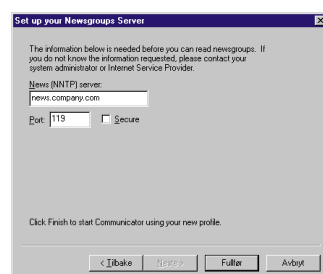 Set up your Newsgroups Server
The information below is needed before you can read newsgroups. If
you do not know the information requested, please contact your
system administrator or Internet Service Provider.
News (NNTP) server:
news.company.com
Port: 119 Secure
Click Finish to start Communicator using your new profile.
< Tilbake Neste > Fullfør Avbryt